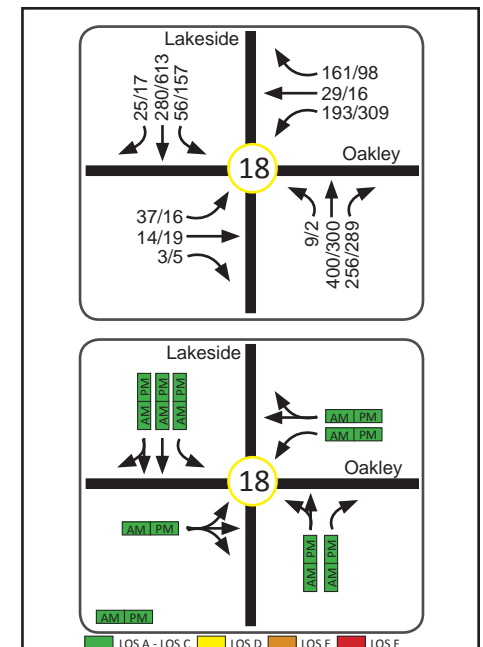 Lakeside
25/17
280/613
56/157
161/98
29/16
193/309
Oakley
18
37/16
14/19
3/5
9/2
400/300
256/289
Lakeside
AM PM
AM PM
AM PM
AM PM
AM PM
Oakley
18
AM PM
AM PM
AM PM
AM PM
LOS A - LOS C LOS D LOS E LOS F